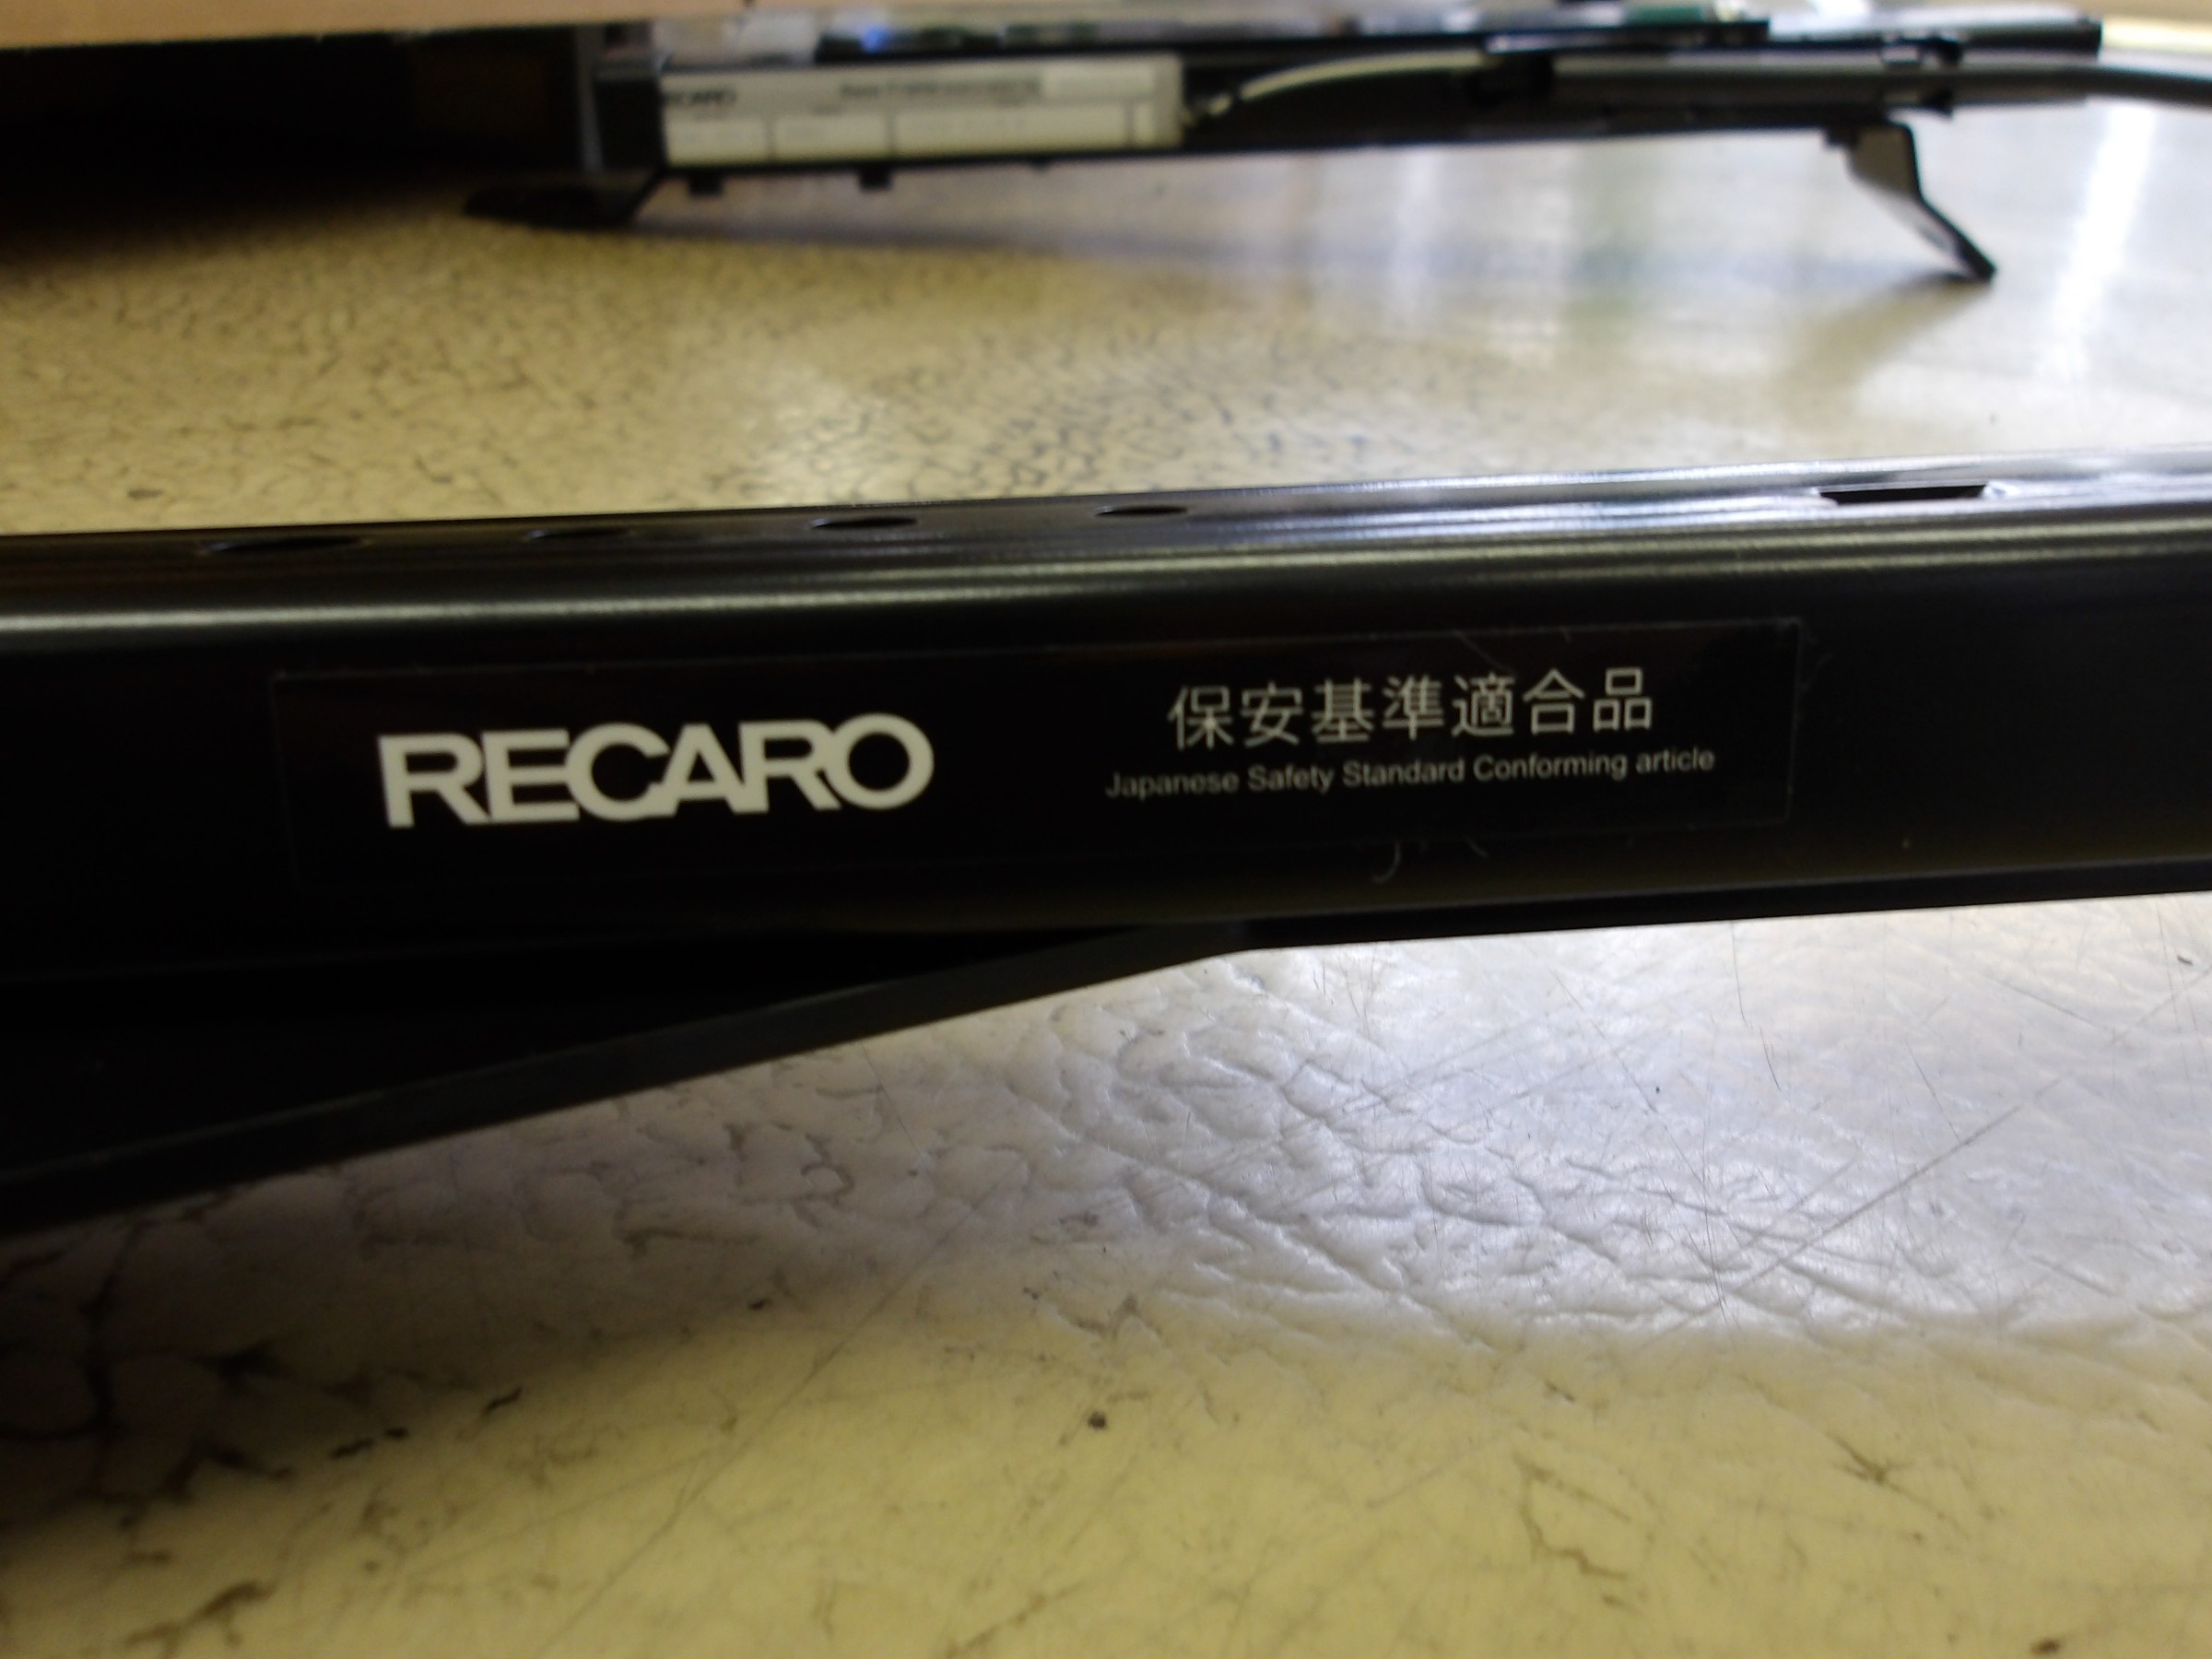 RECARO
保安基準適合品
Japanese Safety Standard Conforming article